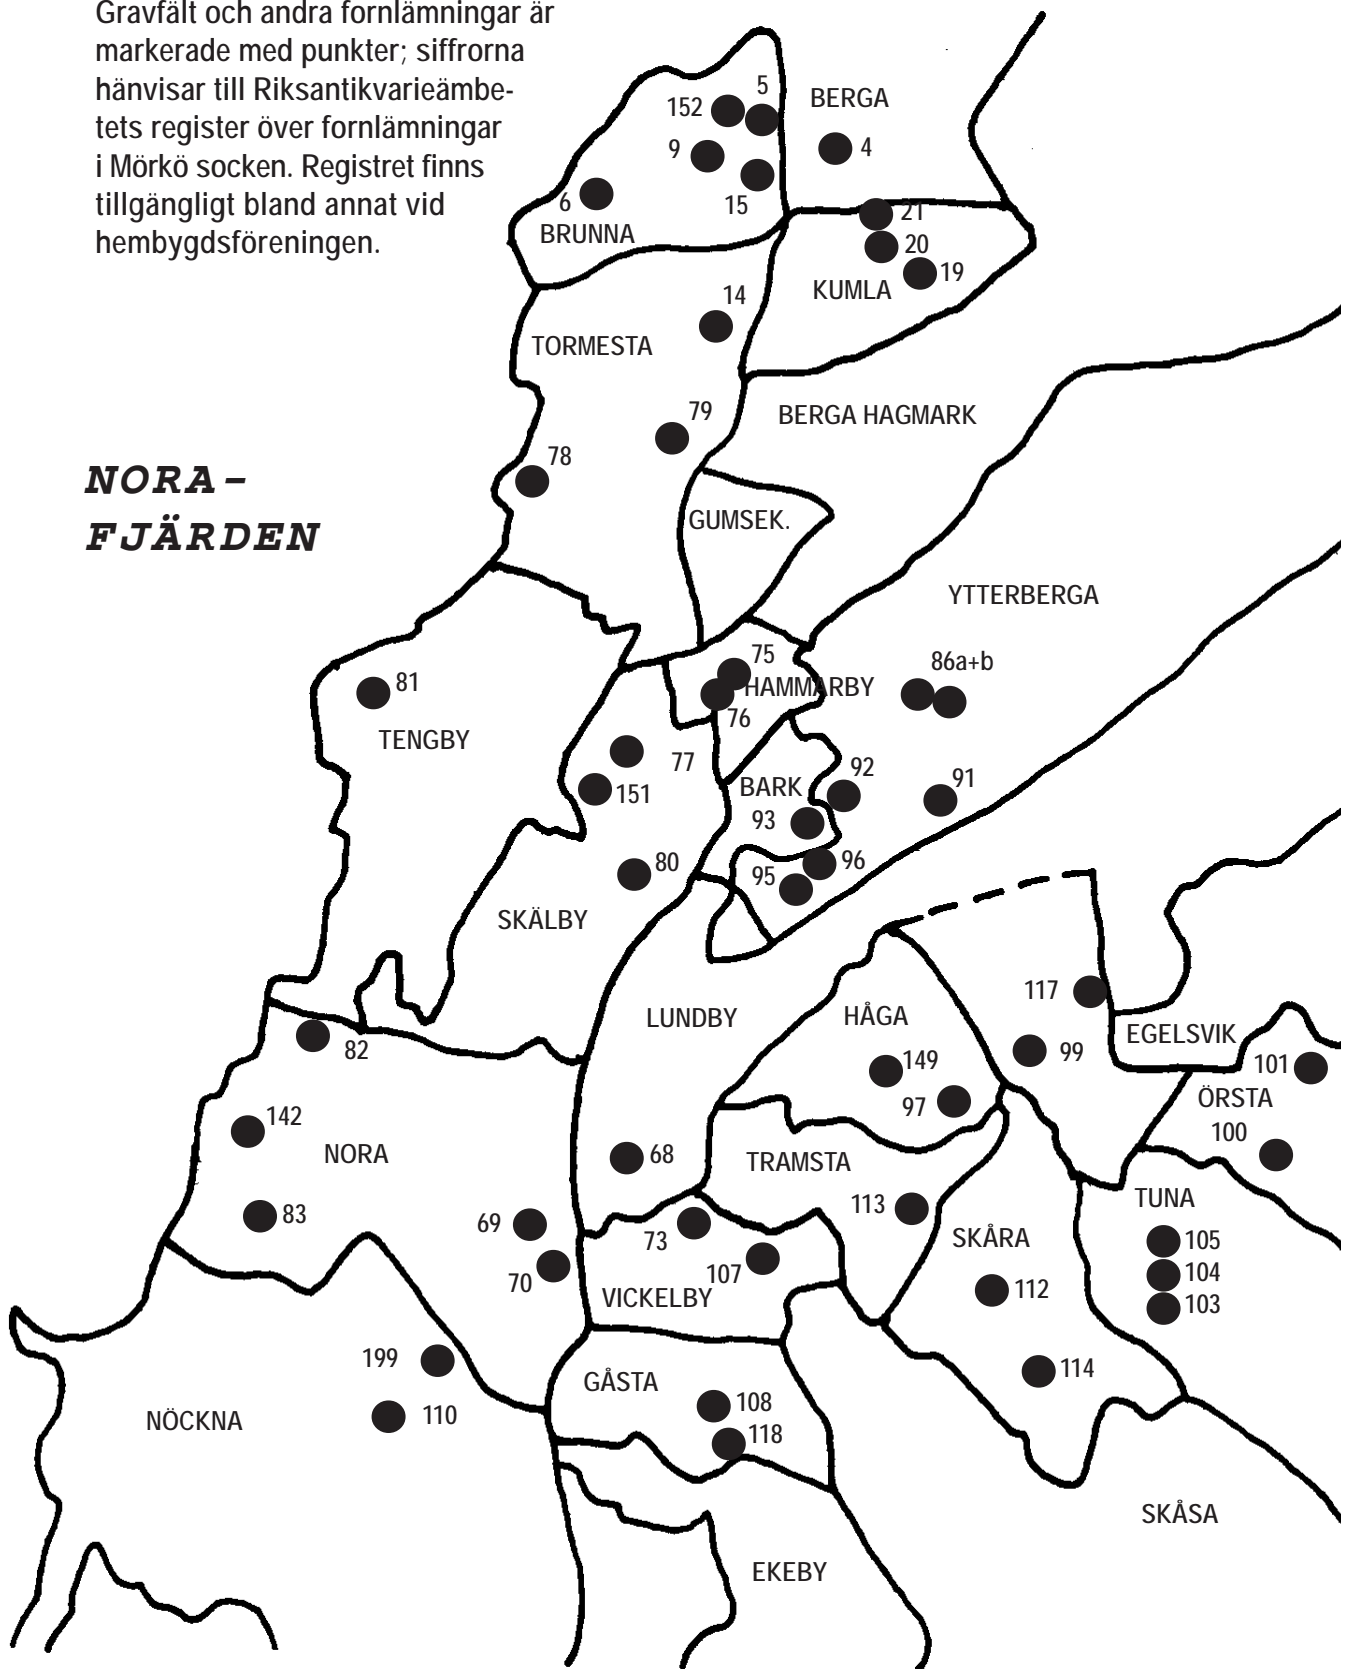 Gravfält och andra fornlämningar är
markerade med punkter; siffrorna
hänvisar till Riksantikvarieämbe-
tets register över fornlämningar
i Mörkö socken. Registret finns
tillgängligt bland annat vid
hembygdsföreningen.
5
152
BERGA
9
4
6
15
21
BRUNNA
20
19
KUMLA
14
TORMESTA
79
BERGA HAGMARK
78
NORA-
FJÄRDEN
GUMSEK.
YTTERBERGA
75
86a+b
81
HAMMARBY
76
TENGBY
77
92
91
BARK
151
93
80
96
95
SKÄLBY
117
LUNDBY
HÅGA
EGELSVIK
82
149
99
101
ÖRSTA
97
142
100
NORA
68
TRAMSTA
TUNA
113
83
69
73
SKÅRA
105
107
104
70
112
VICKELBY
103
199
114
GÅSTA
108
NÖCKNA
110
118
SKÅSA
EKEBY